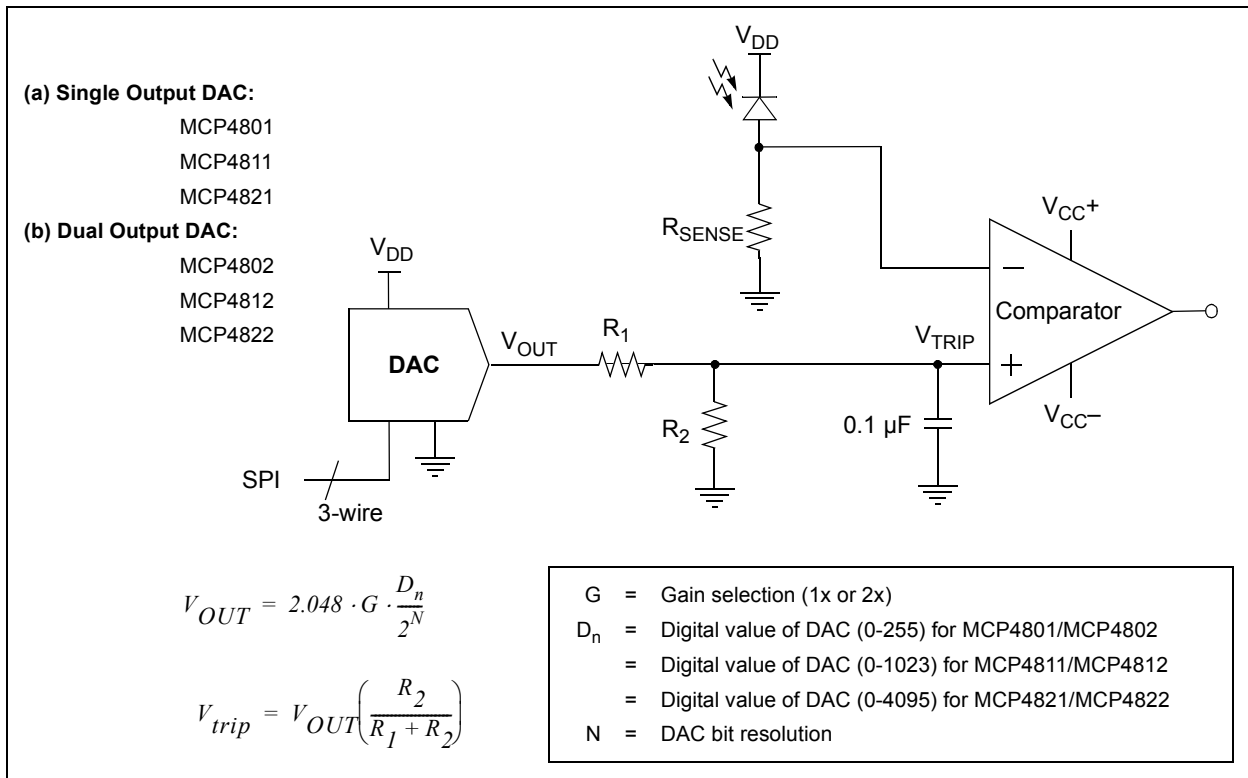 (a) Single Output DAC:
MCP4801
MCP4811
MCP4821
(b) Dual Output DAC:
MCP4802
MCP4812
MCP4822
V_DD
R_SENSE
V_CC+
−
Comparator
+
V_CC−
V_DD
DAC
V_OUT
R_1
V_TRIP
R_2
0.1 µF
SPI
3-wire
V_OUT = 2.048 · G · D_n / 2^N
V_trip = V_OUT (R_2 / (R_1 + R_2))
G = Gain selection (1x or 2x)
D_n = Digital value of DAC (0-255) for MCP4801/MCP4802
= Digital value of DAC (0-1023) for MCP4811/MCP4812
= Digital value of DAC (0-4095) for MCP4821/MCP4822
N = DAC bit resolution